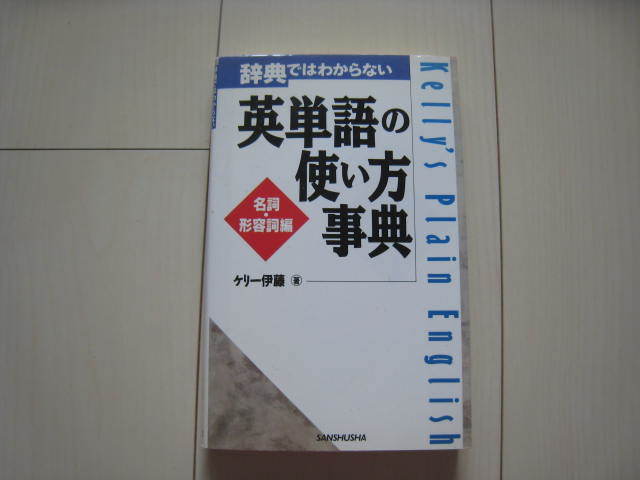 辞典ではわからない
英単語の
使い方
事典
名詞・
形容詞編
ケリー伊藤 著
Kelly's Plain English
SANSHUSHA